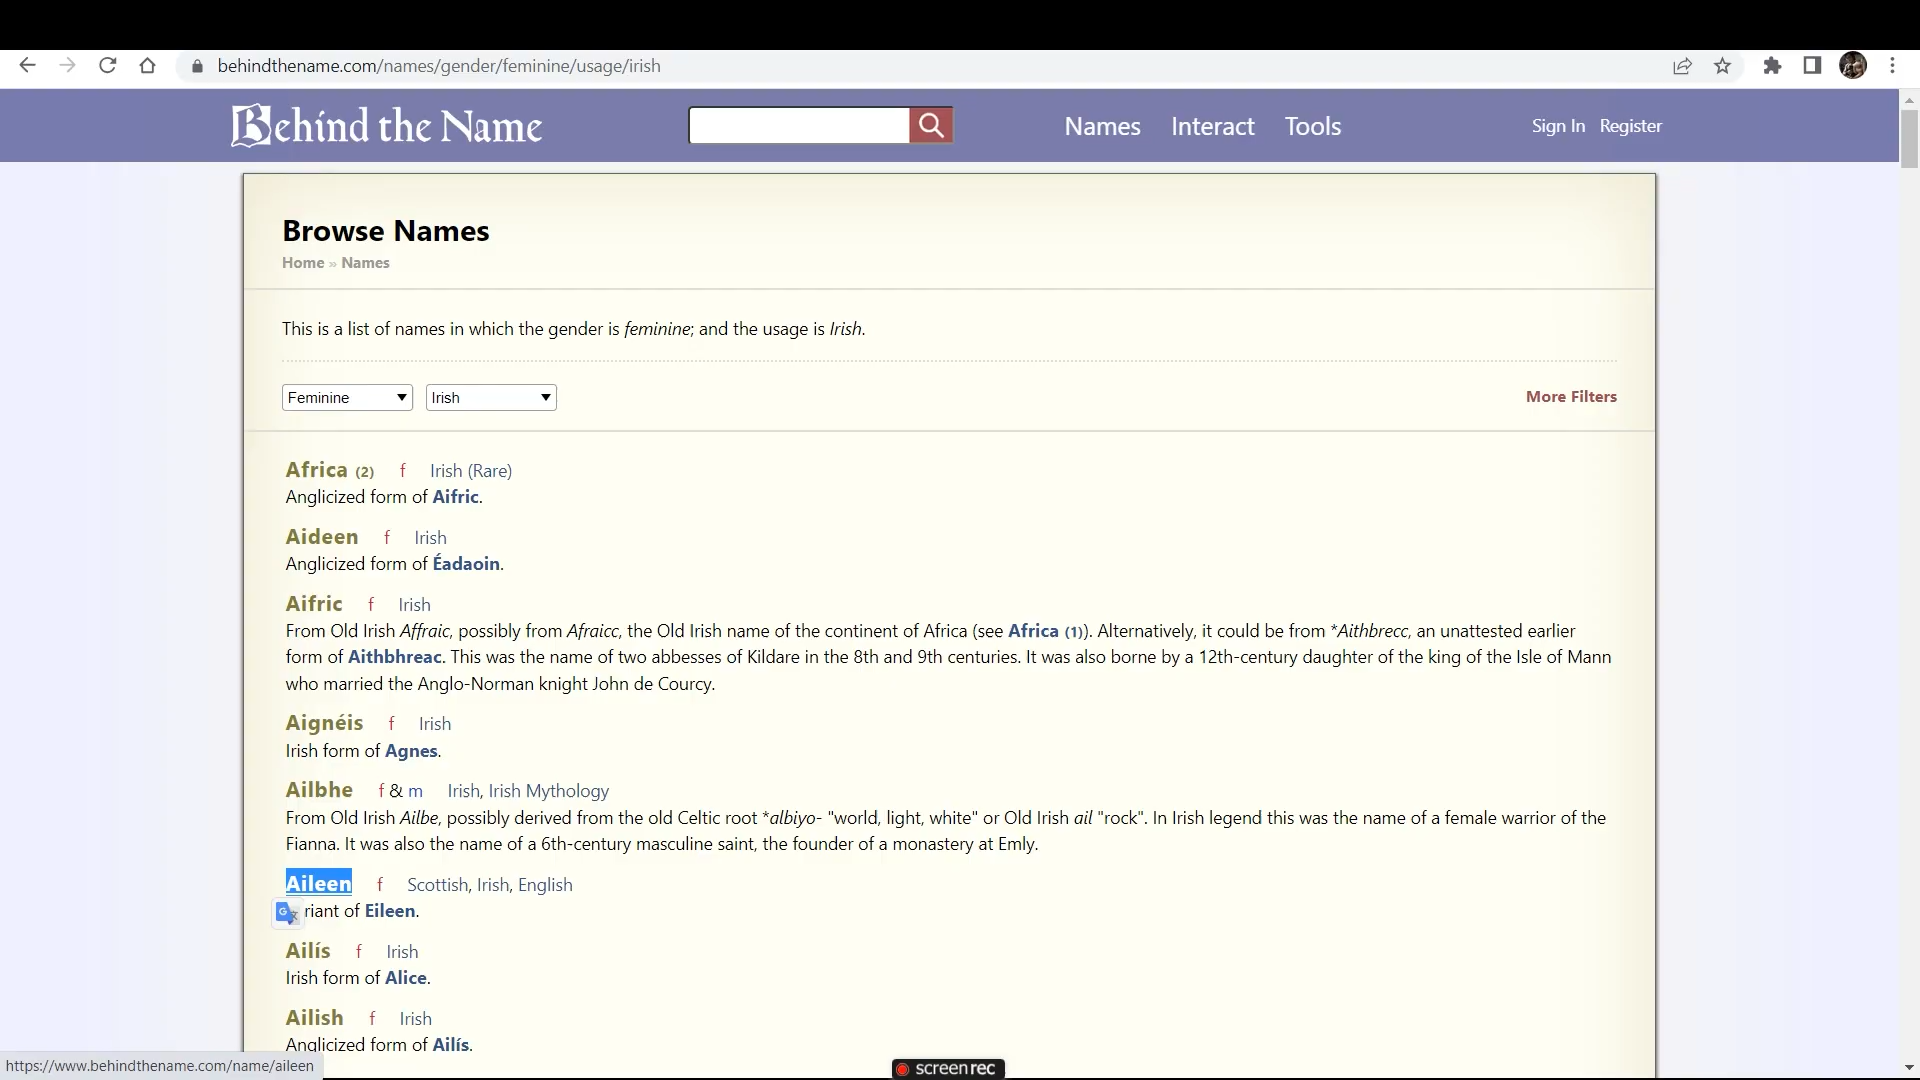 behindthename.com/names/gender/feminine/usage/irish
Behind the Name
Names Interact Tools
Sign In Register
Browse Names
Home » Names
This is a list of names in which the gender is feminine; and the usage is Irish.
Feminine Irish More Filters
Africa (2) f Irish (Rare)
Anglicized form of Aifric.
Aideen f Irish
Anglicized form of Éadaoin.
Aifric f Irish
From Old Irish Affraic, possibly from Afraicc, the Old Irish name of the continent of Africa (see Africa (1)). Alternatively, it could be from *Aithbrecc, an unattested earlier
form of Aithbhreac. This was the name of two abbesses of Kildare in the 8th and 9th centuries. It was also borne by a 12th-century daughter of the king of the Isle of Mann
who married the Anglo-Norman knight John de Courcy.
Aignéis f Irish
Irish form of Agnes.
Ailbhe f & m Irish, Irish Mythology
From Old Irish Ailbe, possibly derived from the old Celtic root *albiyo- "world, light, white" or Old Irish ail "rock". In Irish legend this was the name of a female warrior of the
Fianna. It was also the name of a 6th-century masculine saint, the founder of a monastery at Emly.
Aileen f Scottish, Irish, English
riant of Eileen.
Ailís f Irish
Irish form of Alice.
Ailish f Irish
Anglicized form of Ailís.
https://www.behindthename.com/name/aileen
screenrec